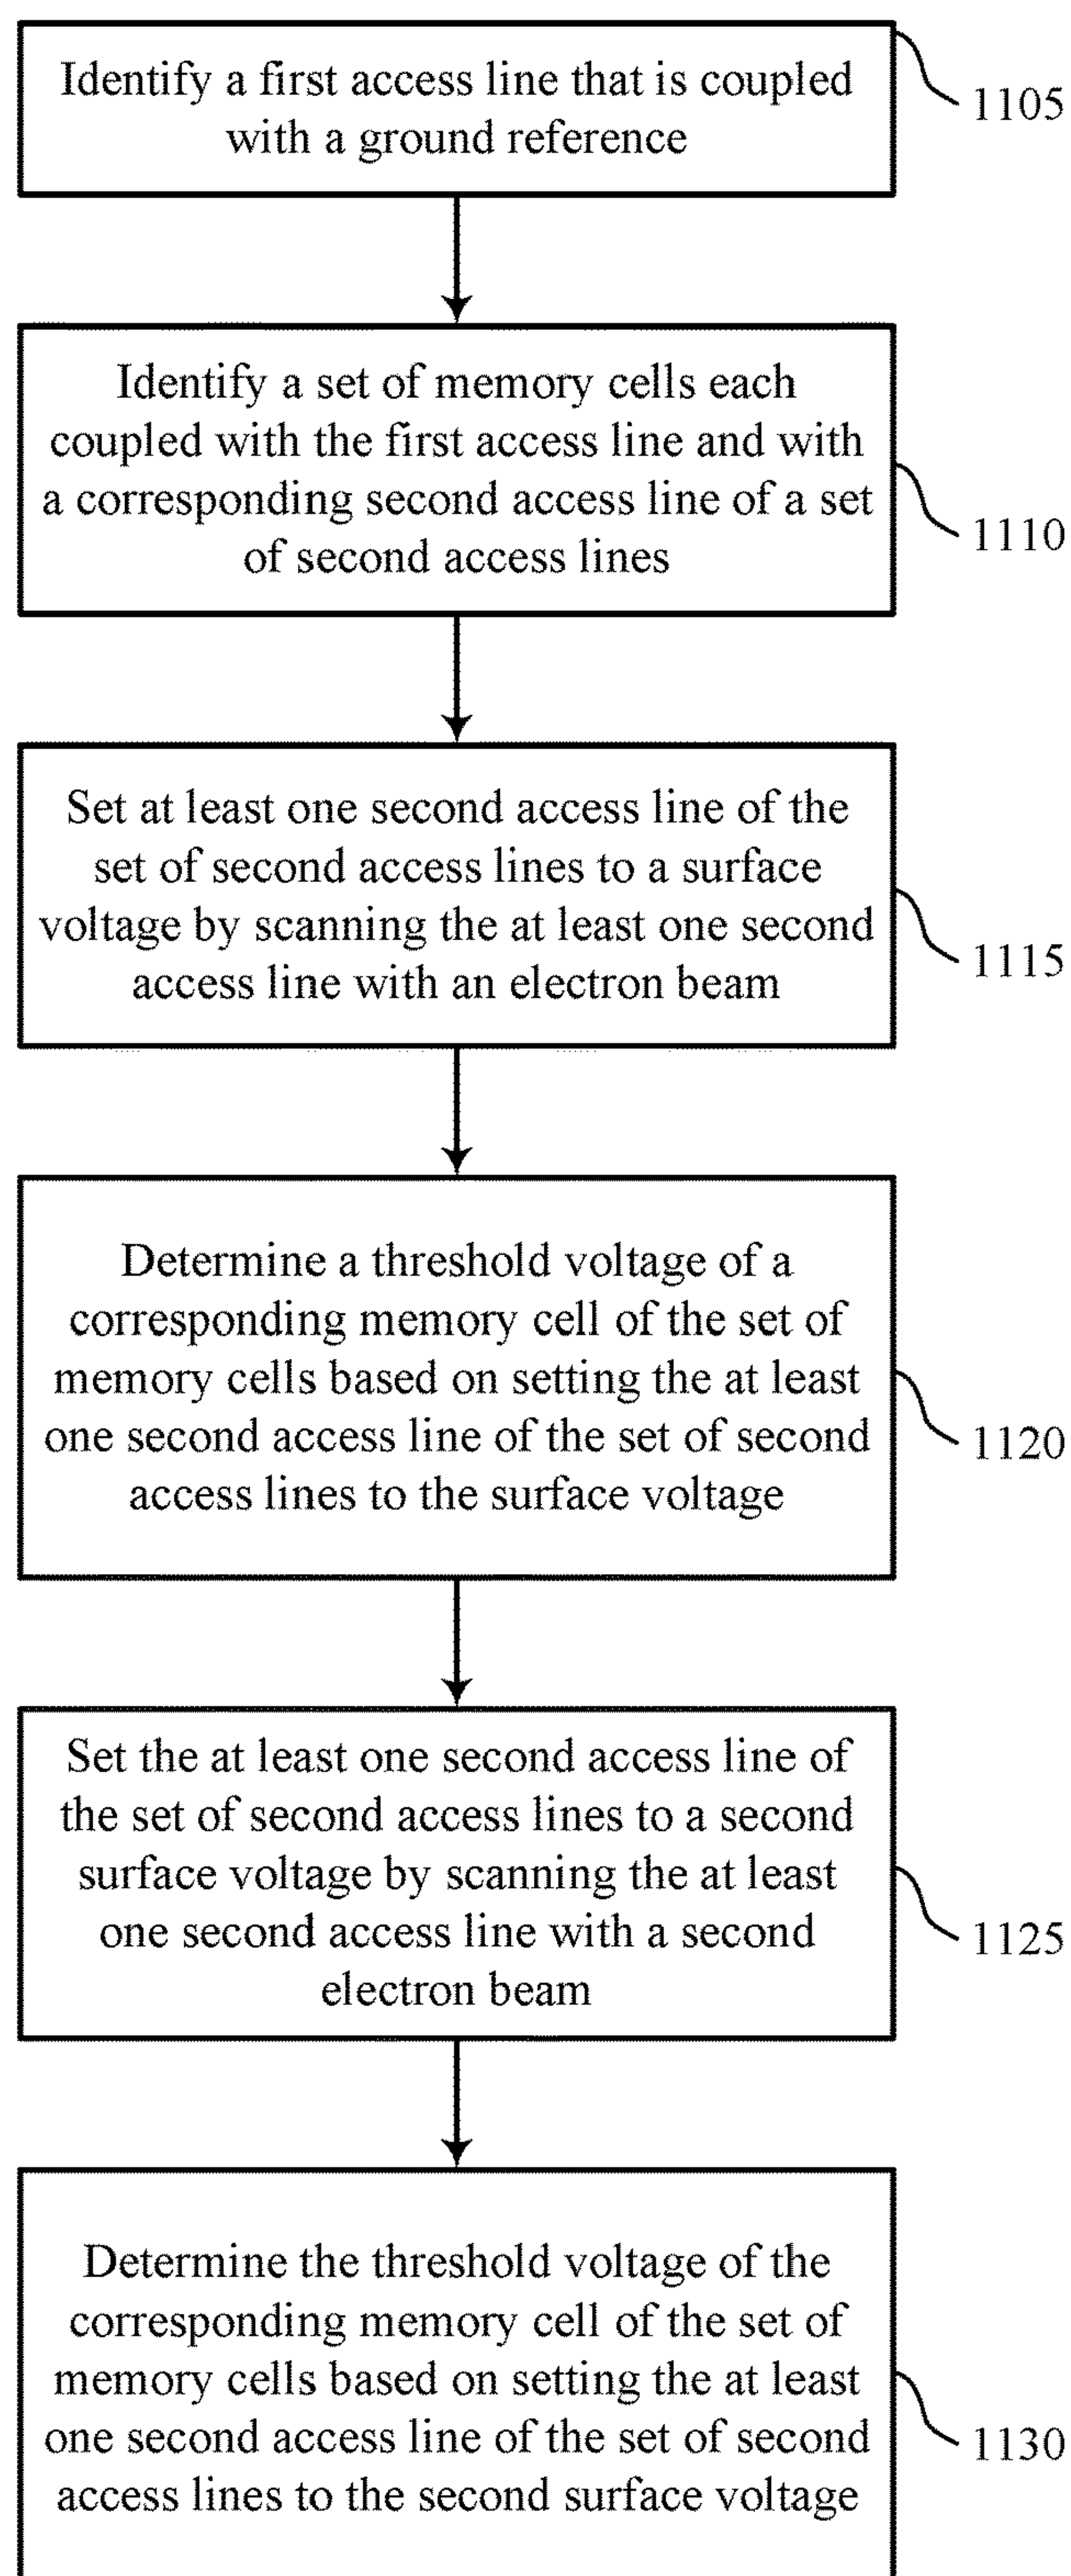 Identify a first access line that is coupled
with a ground reference
1105
Identify a set of memory cells each
coupled with the first access line and with
a corresponding second access line of a set
of second access lines
1110
Set at least one second access line of the
set of second access lines to a surface
voltage by scanning the at least one second
access line with an electron beam
1115
Determine a threshold voltage of a
corresponding memory cell of the set of
memory cells based on setting the at least
one second access line of the set of second
access lines to the surface voltage
1120
Set the at least one second access line of
the set of second access lines to a second
surface voltage by scanning the at least
one second access line with a second
electron beam
1125
Determine the threshold voltage of the
corresponding memory cell of the set of
memory cells based on setting the at least
one second access line of the set of second
access lines to the second surface voltage
1130